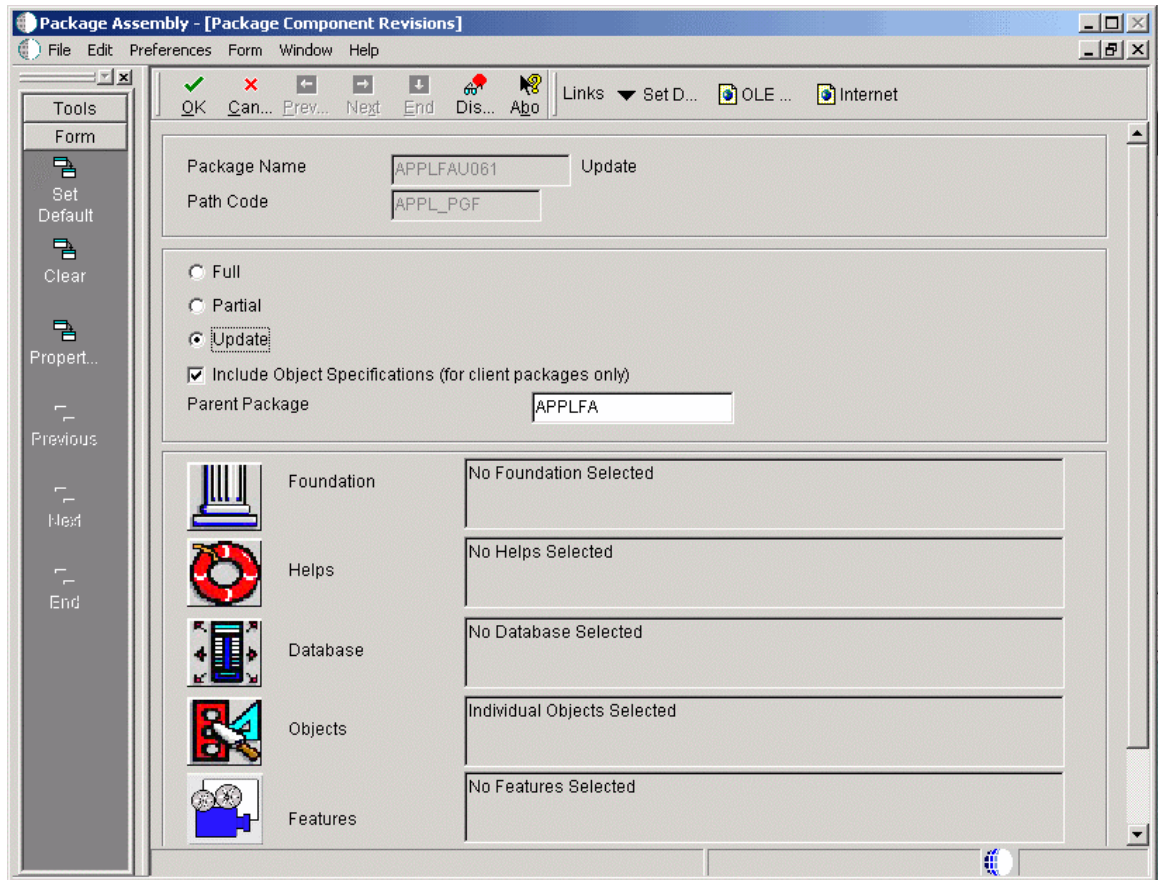 Package Assembly - [Package Component Revisions]
File Edit Preferences Form Window Help
OK Can... Prev... Next End Dis... Abo Links Set D... OLE ... Internet
Tools
Form
Set
Default
Clear
Propert...
Previous
Next
End
Package Name APPLFAU061 Update
Path Code APPL_PGF
Full
Partial
Update
Include Object Specifications (for client packages only)
Parent Package APPLFA
Foundation No Foundation Selected
Helps No Helps Selected
Database No Database Selected
Objects Individual Objects Selected
Features No Features Selected